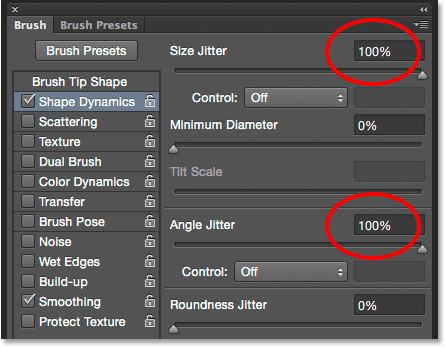 Brush Brush Presets
Brush Presets
Brush Tip Shape
Shape Dynamics
Scattering
Texture
Dual Brush
Color Dynamics
Transfer
Brush Pose
Noise
Wet Edges
Build-up
Smoothing
Protect Texture
Size Jitter 100%
Control: Off
Minimum Diameter 0%
Tilt Scale
Angle Jitter 100%
Control: Off
Roundness Jitter 0%